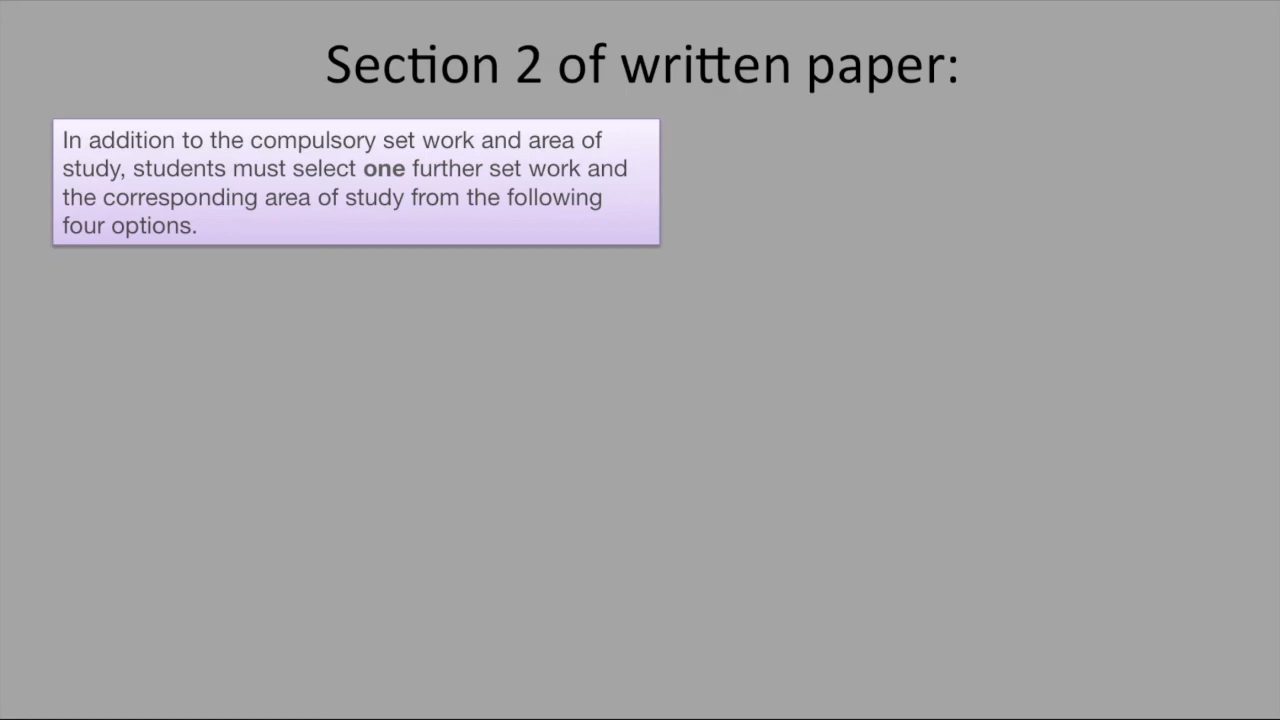 Section 2 of written paper:
In addition to the compulsory set work and area of
study, students must select one further set work and
the corresponding area of study from the following
four options.